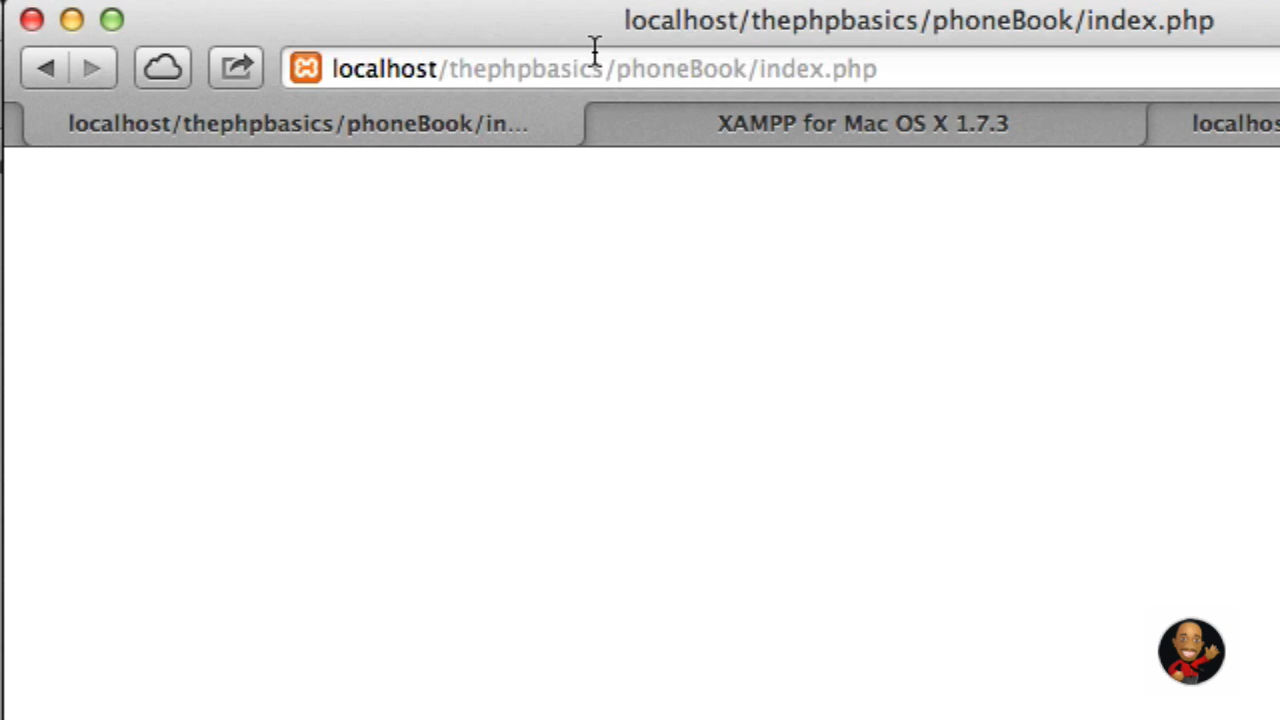 localhost/thephpbasics/phoneBook/index.php
localhost/thephpbasics/phoneBook/index.php
localhost/thephpbasics/phoneBook/in...
XAMPP for Mac OS X 1.7.3
localhos